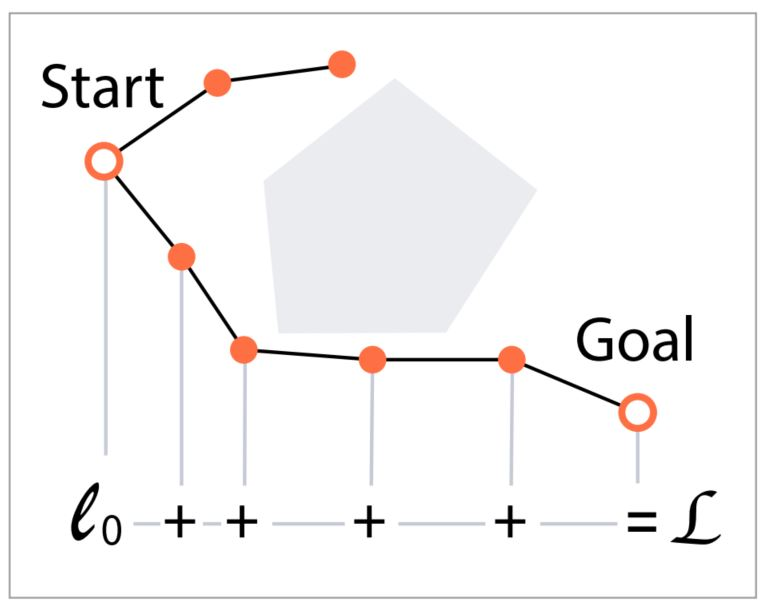 Start
Goal
ℓ0 + + + + = ℒ